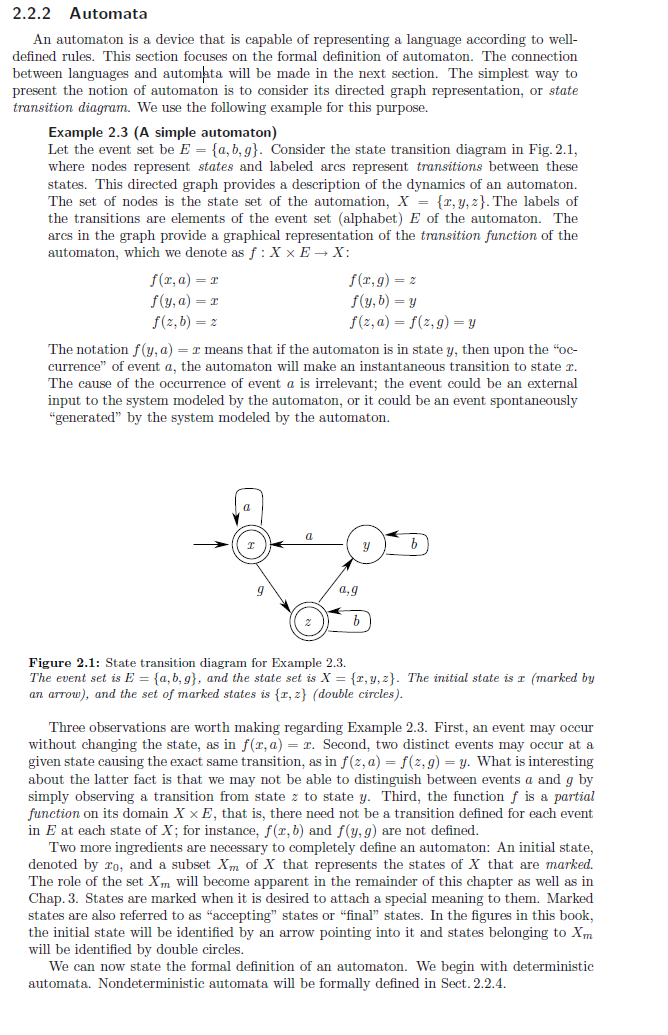 2.2.2 Automata
An automaton is a device that is capable of representing a language according to well-
defined rules. This section focuses on the formal definition of automaton. The connection
between languages and automata will be made in the next section. The simplest way to
present the notion of automaton is to consider its directed graph representation, or state
transition diagram. We use the following example for this purpose.
Example 2.3 (A simple automaton)
Let the event set be E = {a, b, g}. Consider the state transition diagram in Fig. 2.1,
where nodes represent states and labeled arcs represent transitions between these
states. This directed graph provides a description of the dynamics of an automaton.
The set of nodes is the state set of the automation, X = {x, y, z}. The labels of
the transitions are elements of the event set (alphabet) E of the automaton. The
arcs in the graph provide a graphical representation of the transition function of the
automaton, which we denote as f : X × E → X:
f(x, a) = x f(x, g) = z
f(y, a) = x f(y, b) = y
f(z, b) = z f(z, a) = f(z, g) = y
The notation f(y, a) = x means that if the automaton is in state y, then upon the “oc-
currence” of event a, the automaton will make an instantaneous transition to state x.
The cause of the occurrence of event a is irrelevant; the event could be an external
input to the system modeled by the automaton, or it could be an event spontaneously
“generated” by the system modeled by the automaton.
a
a
x
y
b
g
a,g
z
b
Figure 2.1: State transition diagram for Example 2.3.
The event set is E = {a, b, g}, and the state set is X = {x, y, z}. The initial state is x (marked by
an arrow), and the set of marked states is {x, z} (double circles).
Three observations are worth making regarding Example 2.3. First, an event may occur
without changing the state, as in f(x, a) = x. Second, two distinct events may occur at a
given state causing the exact same transition, as in f(z, a) = f(z, g) = y. What is interesting
about the latter fact is that we may not be able to distinguish between events a and g by
simply observing a transition from state z to state y. Third, the function f is a partial
function on its domain X × E, that is, there need not be a transition defined for each event
in E at each state of X; for instance, f(x, b) and f(y, g) are not defined.
Two more ingredients are necessary to completely define an automaton: An initial state,
denoted by x₀, and a subset Xₘ of X that represents the states of X that are marked.
The role of the set Xₘ will become apparent in the remainder of this chapter as well as in
Chap. 3. States are marked when it is desired to attach a special meaning to them. Marked
states are also referred to as “accepting” states or “final” states. In the figures in this book,
the initial state will be identified by an arrow pointing into it and states belonging to Xₘ
will be identified by double circles.
We can now state the formal definition of an automaton. We begin with deterministic
automata. Nondeterministic automata will be formally defined in Sect. 2.2.4.